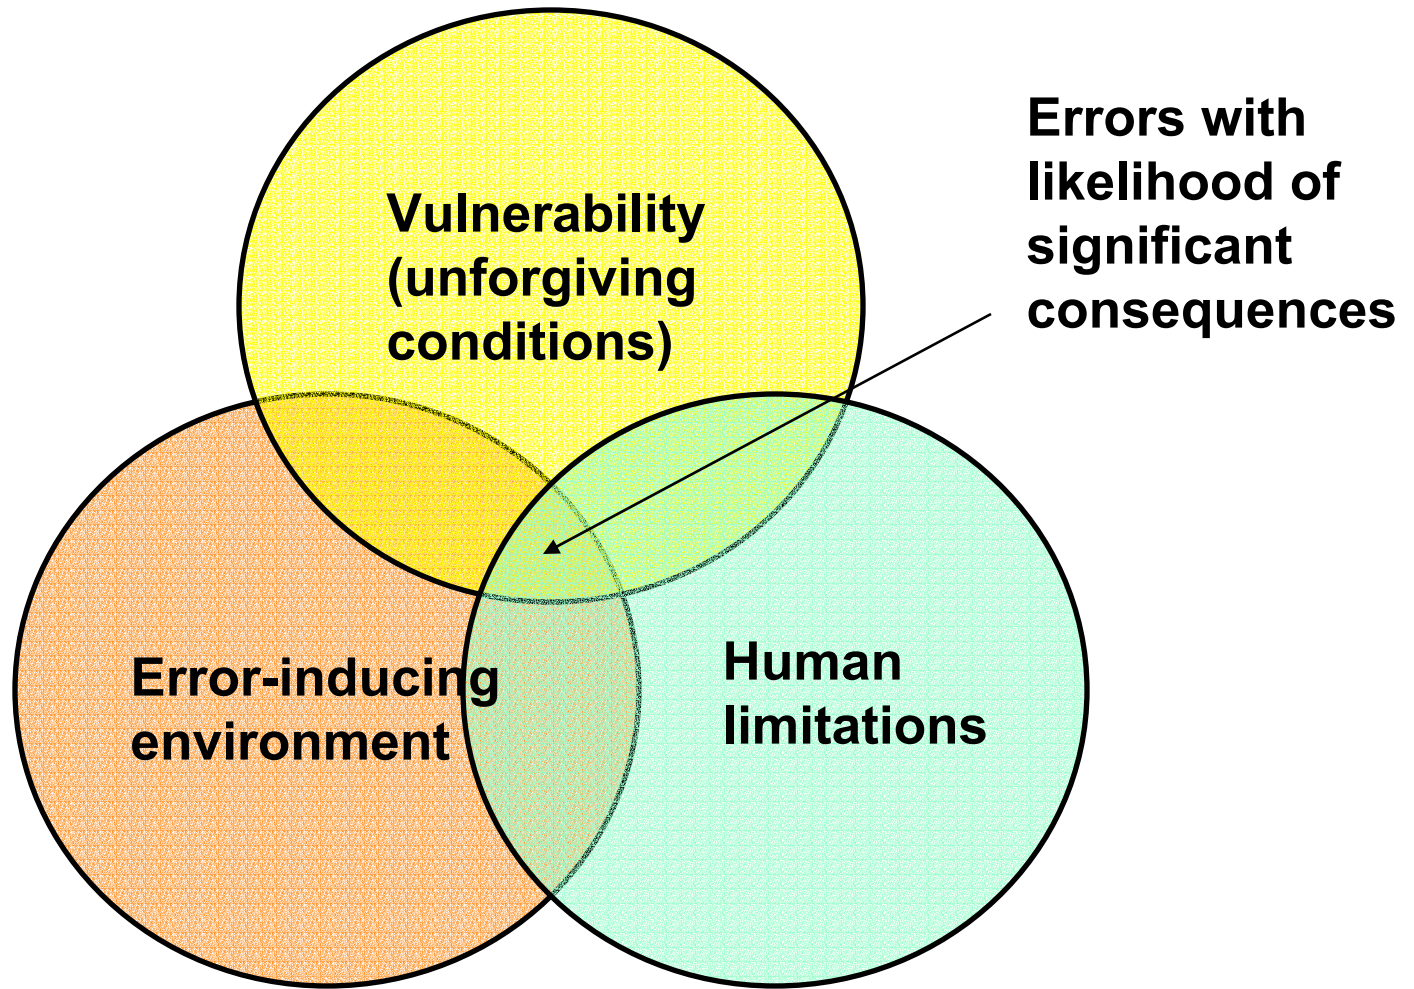 Errors with
likelihood of
significant
consequences
Vulnerability
(unforgiving
conditions)
Error-inducing
environment
Human
limitations